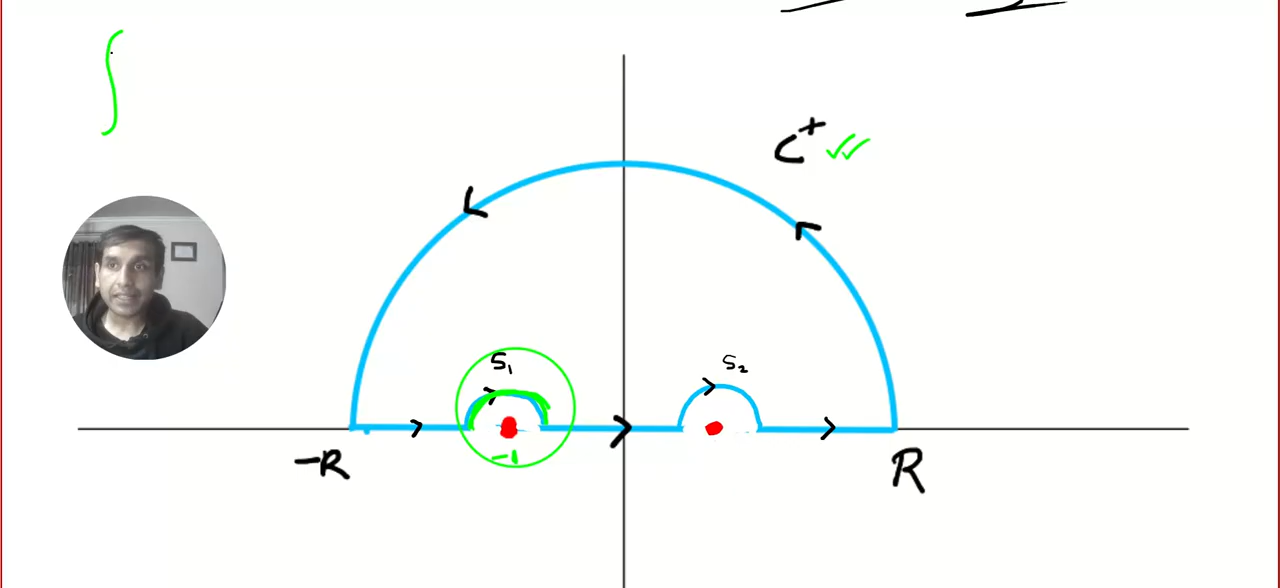 ∫
C⁺ ✓✓
S₁
S₂
-1
-R
R